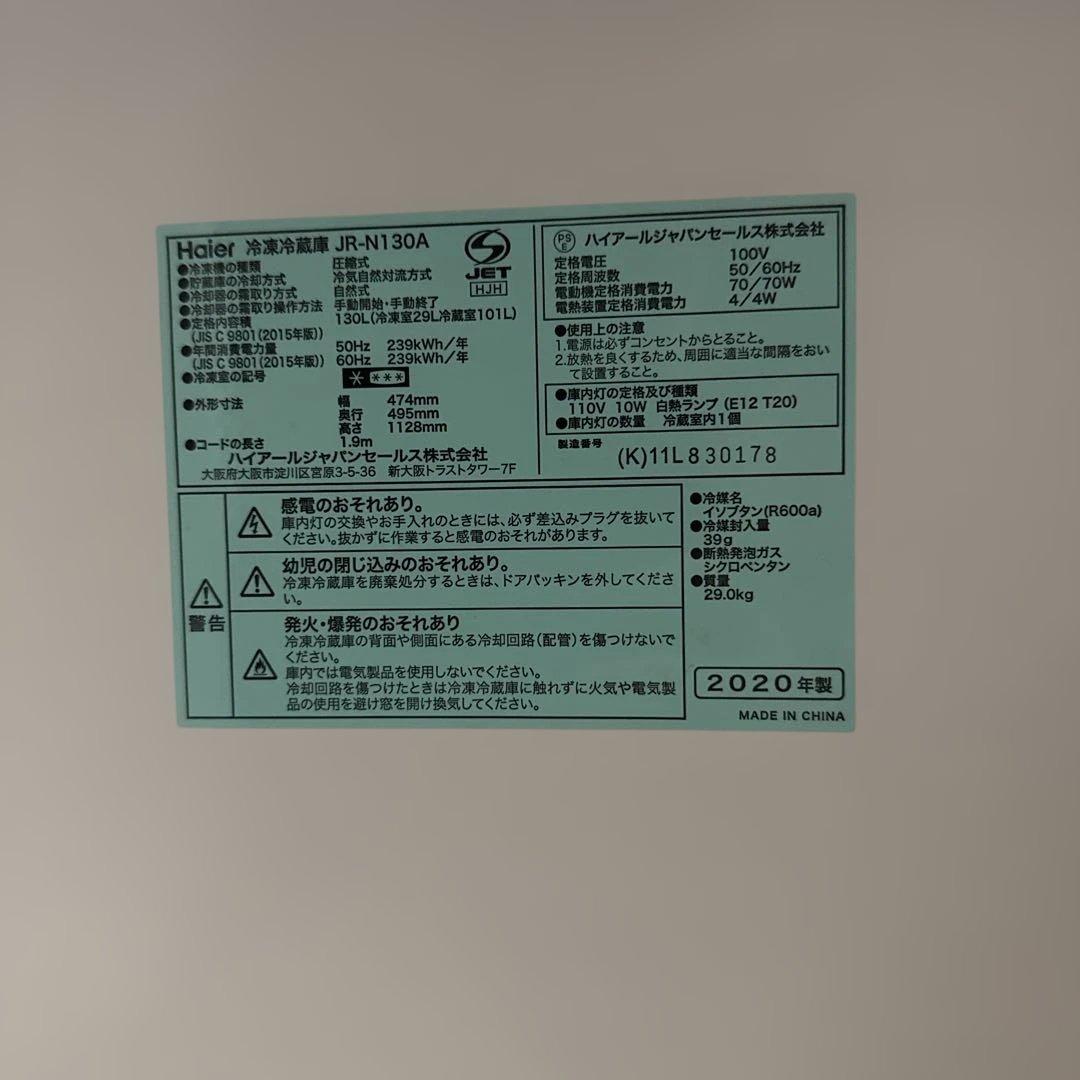 Haier 冷凍冷蔵庫 JR-N130A
JET
HJH
●冷凍機の種類 圧縮式
●貯蔵庫の冷却方式 冷気自然対流方式
●冷却器の霜取り方式 自然式
●冷却器の霜取り操作方法 手動開始・手動終了
●定格内容積 130L(冷凍室29L冷蔵室101L)
(JIS C 9801(2015年版))
●年間消費電力量 50Hz 239kWh/年
(JIS C 9801(2015年版)) 60Hz 239kWh/年
●冷凍室の記号 ＊ ＊＊＊
●外形寸法 幅 474mm
奥行 495mm
高さ 1128mm
●コードの長さ 1.9m
ハイアールジャパンセールス株式会社
大阪府大阪市淀川区宮原3-5-36 新大阪トラストタワー7F
PSE ハイアールジャパンセールス株式会社
定格電圧 100V
定格周波数 50/60Hz
電動機定格消費電力 70/70W
電熱装置定格消費電力 4/4W
●使用上の注意
1.電源は必ずコンセントからとること。
2.放熱を良くするため、周囲に適当な間隔をおい
て設置すること。
●庫内灯の定格及び種類
110V 10W 白熱ランプ (E12 T20)
●庫内灯の数量 冷蔵室内1個
製造番号
(K)11L830178
警告
感電のおそれあり。
庫内灯の交換やお手入れのときには、必ず差込みプラグを抜いて
ください。抜かずに作業すると感電のおそれがあります。
幼児の閉じ込みのおそれあり。
冷凍冷蔵庫を廃棄処分するときは、ドアパッキンを外してくださ
い。
発火・爆発のおそれあり
冷凍冷蔵庫の背面や側面にある冷却回路(配管)を傷つけないで
ください。
庫内では電気製品を使用しないでください。
冷却回路を傷つけたときは冷凍冷蔵庫に触れずに火気や電気製
品の使用を避け窓を開け換気してください。
●冷媒名
イソブタン(R600a)
●冷媒封入量
39g
●断熱発泡ガス
シクロペンタン
●質量
29.0kg
2020年製
MADE IN CHINA